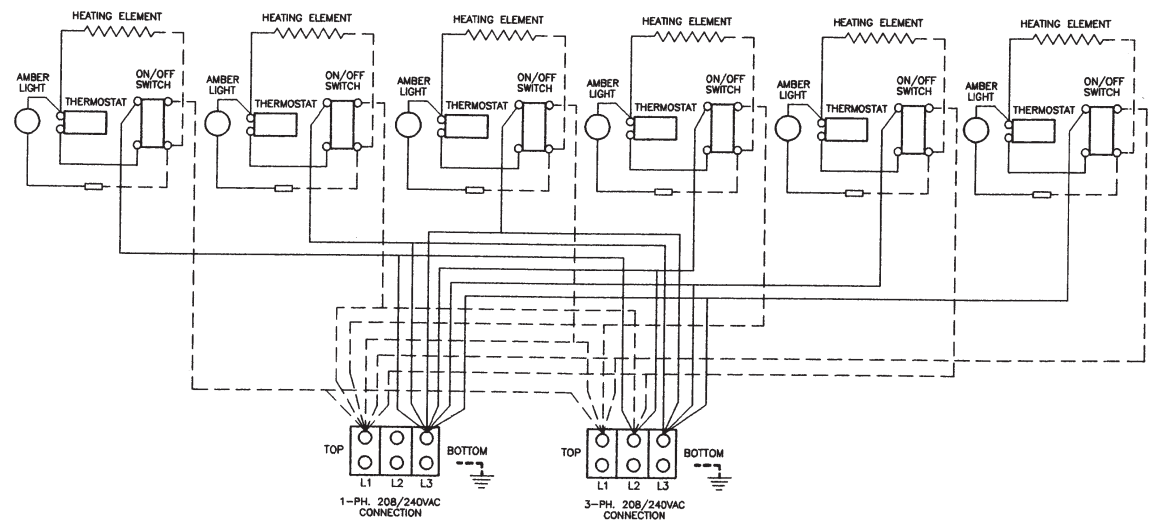 HEATING ELEMENT
HEATING ELEMENT
HEATING ELEMENT
HEATING ELEMENT
HEATING ELEMENT
HEATING ELEMENT
AMBER
LIGHT
THERMOSTAT
ON/OFF
SWITCH
AMBER
LIGHT
THERMOSTAT
ON/OFF
SWITCH
AMBER
LIGHT
THERMOSTAT
ON/OFF
SWITCH
AMBER
LIGHT
THERMOSTAT
ON/OFF
SWITCH
AMBER
LIGHT
THERMOSTAT
ON/OFF
SWITCH
AMBER
LIGHT
THERMOSTAT
ON/OFF
SWITCH
TOP
BOTTOM
L1 L2 L3
1-PH. 208/240VAC
CONNECTION
TOP
BOTTOM
L1 L2 L3
3-PH. 208/240VAC
CONNECTION